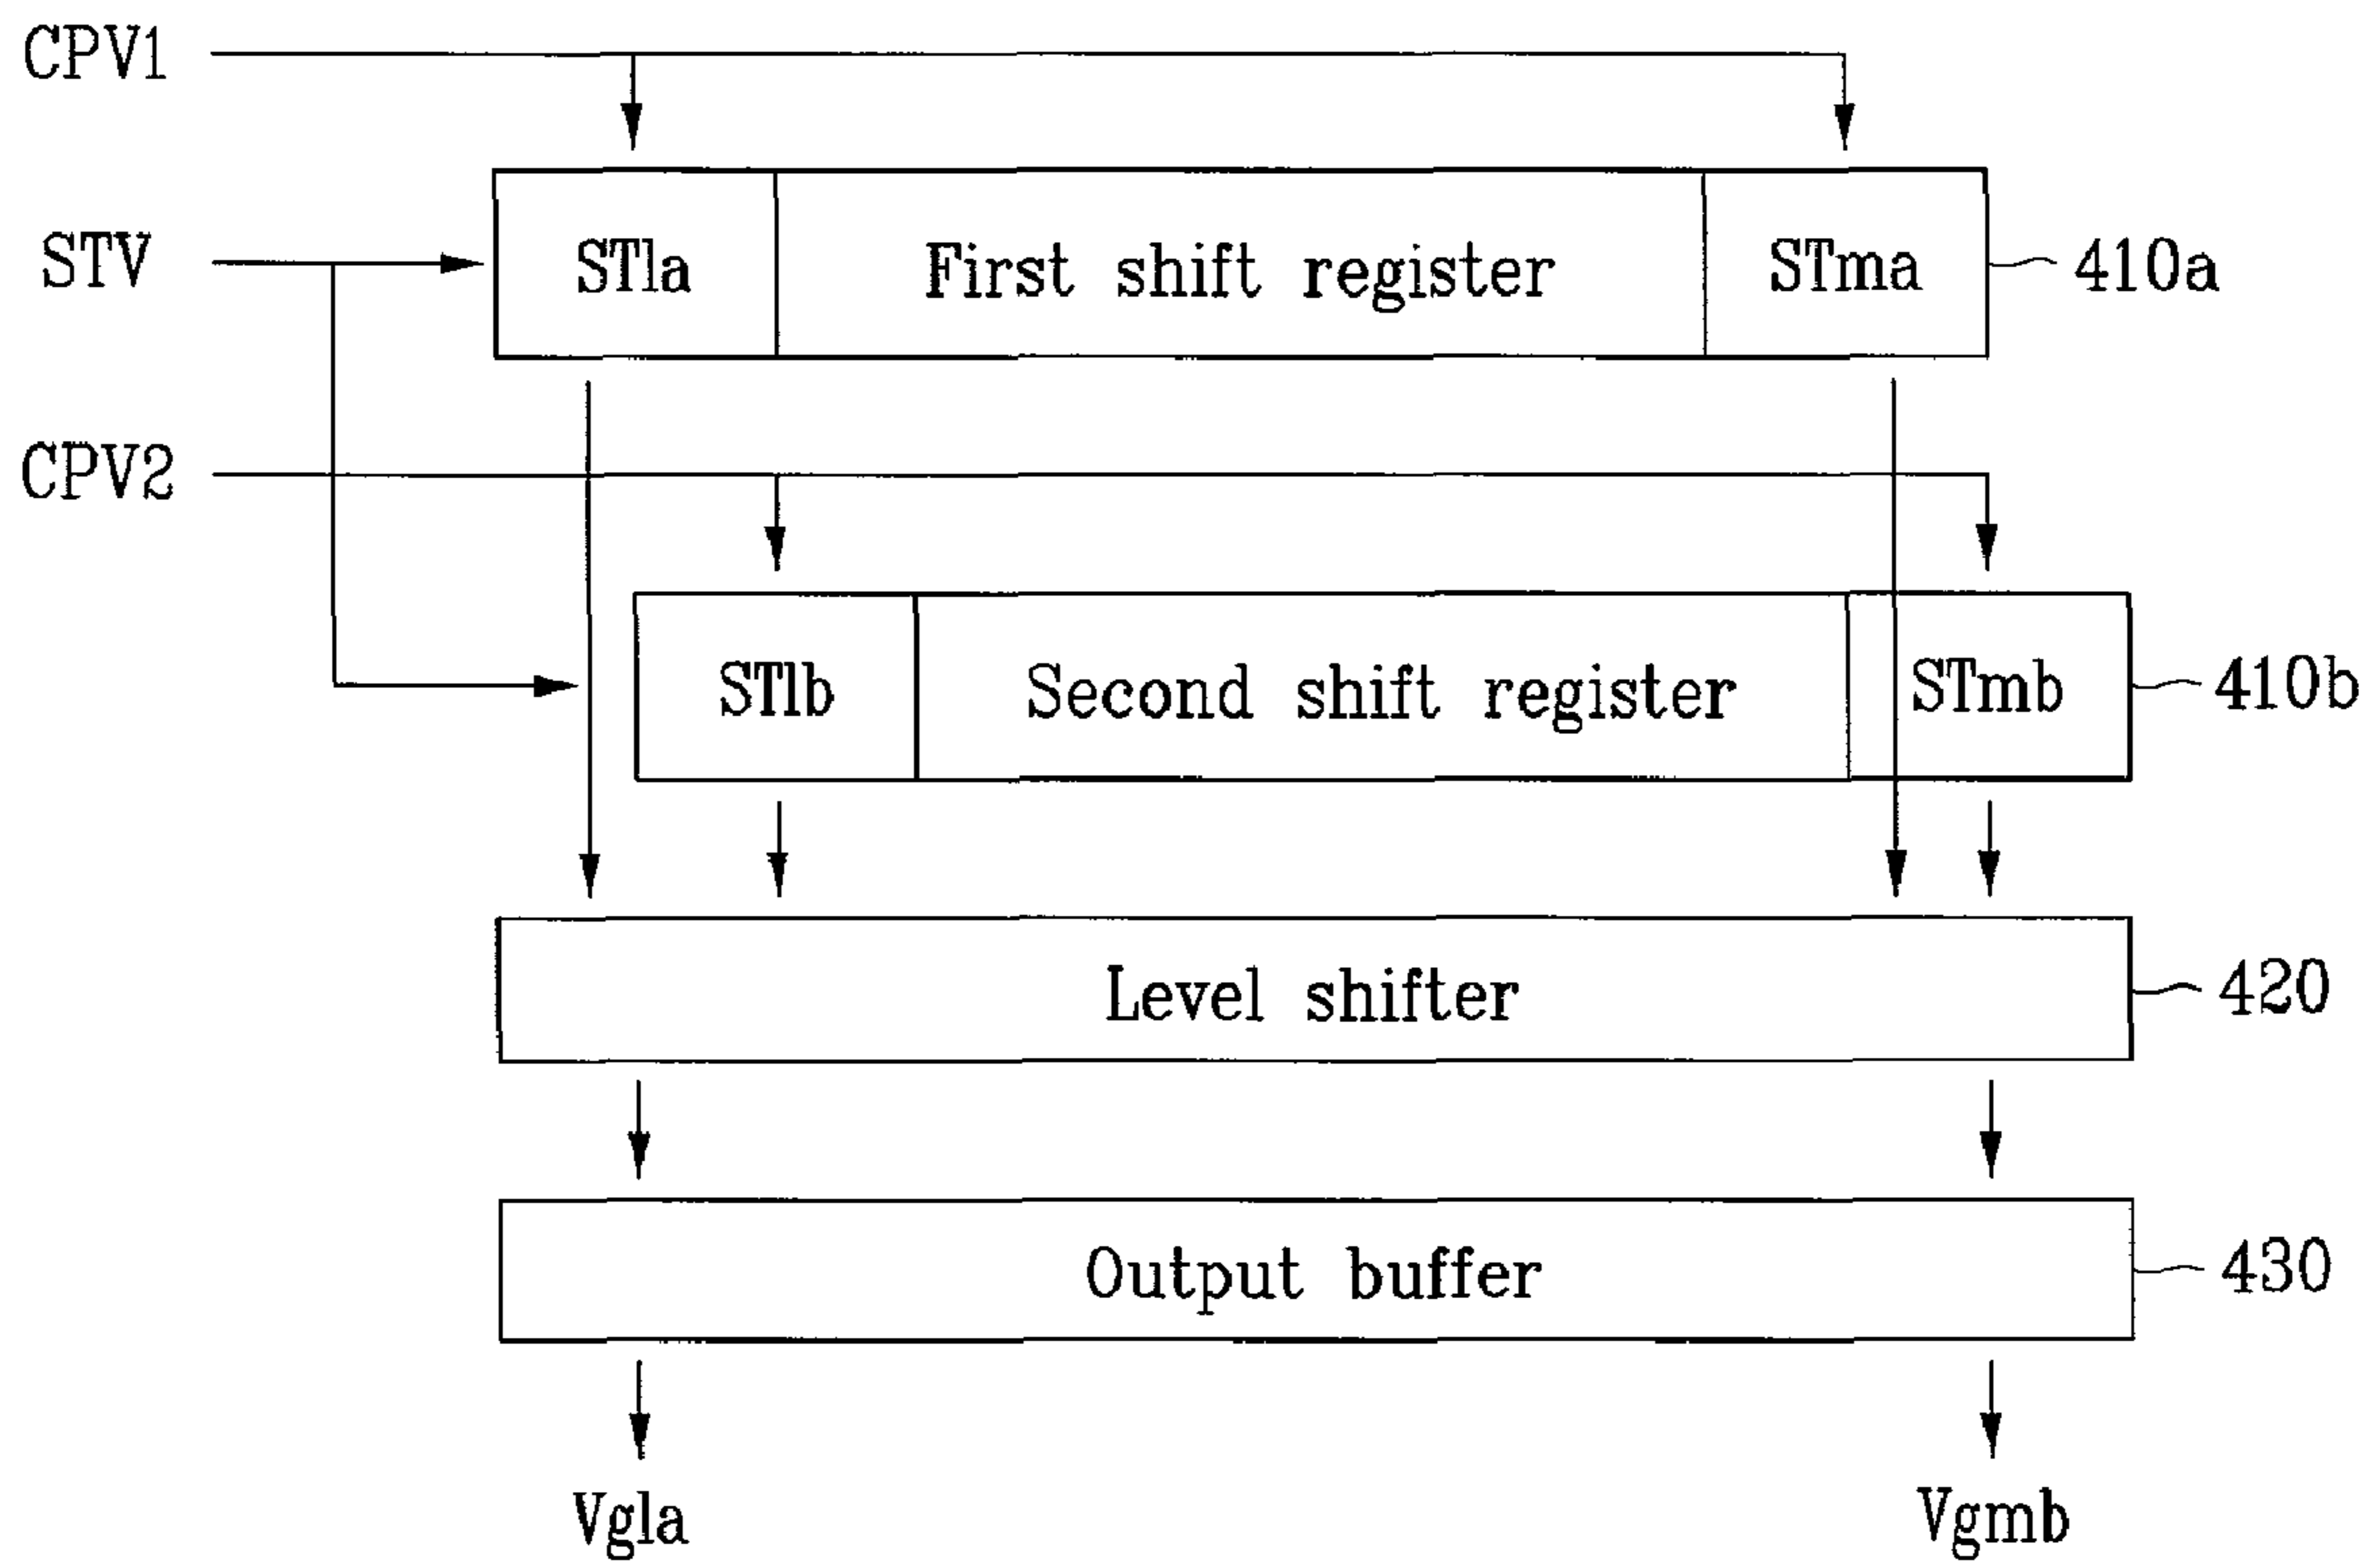 CPV1
STV
ST1a First shift register STma 410a
CPV2
ST1b Second shift register STmb 410b
Level shifter 420
Output buffer 430
Vg1a Vgmb